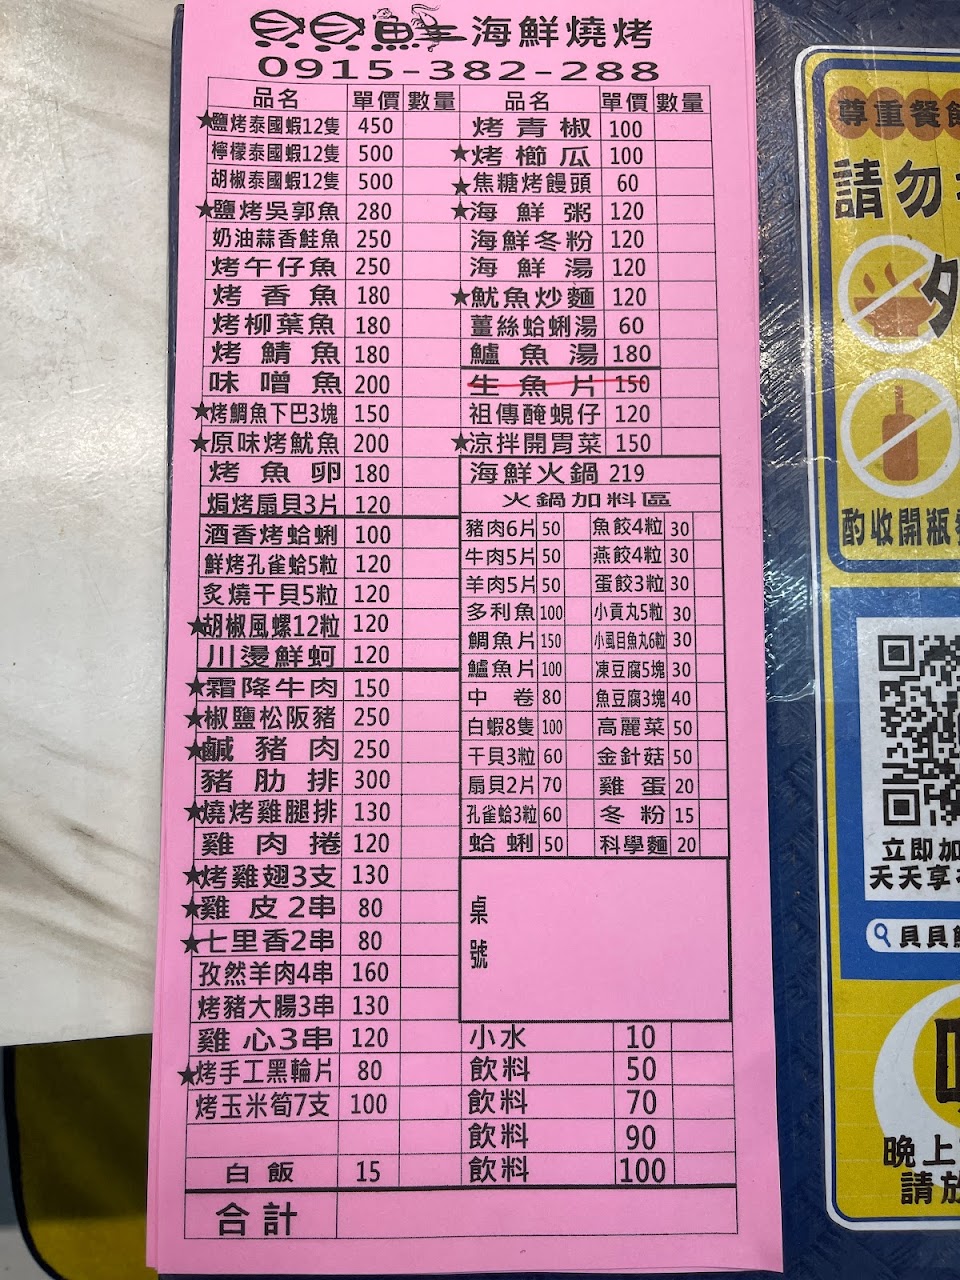 貝貝魚 海鮮燒烤
0915-382-288
品名 單價 數量 品名 單價 數量
★鹽烤泰國蝦12隻 450 烤青椒 100
檸檬泰國蝦12隻 500 ★烤櫛瓜 100
胡椒泰國蝦12隻 500 ★焦糖烤饅頭 60
★鹽烤吳郭魚 280 ★海鮮粥 120
奶油蒜香鮭魚 250 海鮮冬粉 120
烤午仔魚 250 海鮮湯 120
烤香魚 180 ★魷魚炒麵 120
烤柳葉魚 180 薑絲蛤蜊湯 60
烤鯖魚 180 鱸魚湯 180
味噌魚 200 生魚片 150
★烤鯛魚下巴3塊 150 祖傳醃蜆仔 120
★原味烤魷魚 200 ★涼拌開胃菜 150
烤魚卵 180 海鮮火鍋 219
焗烤扇貝3片 120 火鍋加料區
酒香烤蛤蜊 100 豬肉6片 50 魚餃4粒 30
鮮烤孔雀蛤5粒 120 牛肉5片 50 燕餃4粒 30
炙燒干貝5粒 120 羊肉5片 50 蛋餃3粒 30
★胡椒風螺12粒 120 多利魚 100 小貢丸5粒 30
川燙鮮蚵 120 鯛魚片 150 小虱目魚丸6粒 30
★霜降牛肉 150 鱸魚片 100 凍豆腐5塊 30
★椒鹽松阪豬 250 中卷 80 魚豆腐3塊 40
★鹹豬肉 250 白蝦8隻 100 高麗菜 50
豬肋排 300 干貝3粒 60 金針菇 50
★燒烤雞腿排 130 扇貝2片 70 雞蛋 20
雞肉捲 120 孔雀蛤3粒 60 冬粉 15
★烤雞翅3支 130 蛤蜊 50 科學麵 20
★雞皮2串 80 桌號
★七里香2串 80
孜然羊肉4串 160
烤豬大腸3串 130
雞心3串 120 小水 10
★烤手工黑輪片 80 飲料 50
烤玉米筍7支 100 飲料 70
飲料 90
白飯 15 飲料 100
合計
尊重餐飲
請勿
外
酌收開瓶
立即加
天天享
貝貝魚
晚上
請放